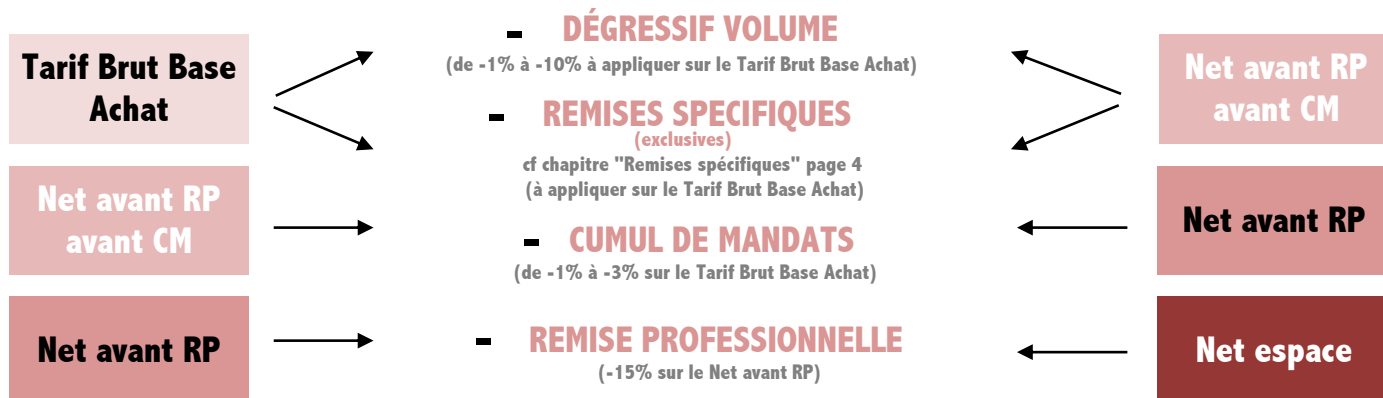 Tarif Brut Base
Achat
- DÉGRESSIF VOLUME
(de -1% à -10% à appliquer sur le Tarif Brut Base Achat)
- REMISES SPECIFIQUES
(exclusives)
cf chapitre "Remises spécifiques" page 4
(à appliquer sur le Tarif Brut Base Achat)
Net avant RP
avant CM
Net avant RP
avant CM
- CUMUL DE MANDATS
(de -1% à -3% sur le Tarif Brut Base Achat)
Net avant RP
Net avant RP
- REMISE PROFESSIONNELLE
(-15% sur le Net avant RP)
Net espace